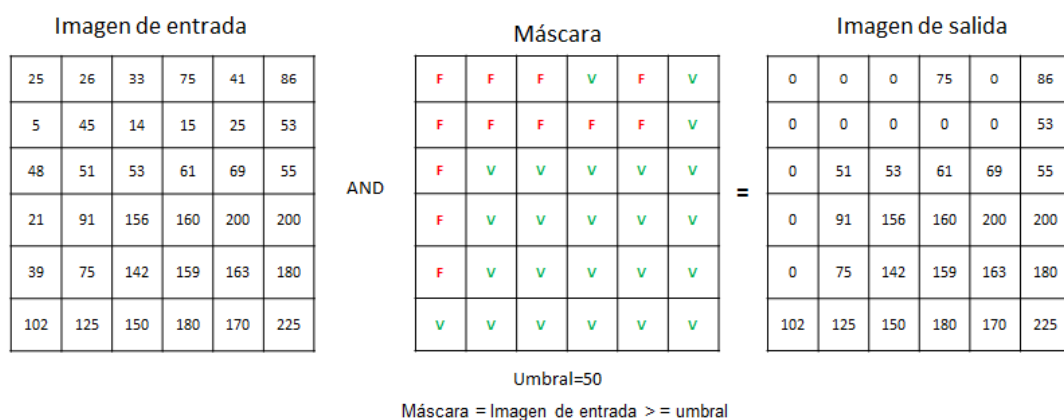 Imagen de entrada
Máscara
Imagen de salida
25 26 33 75 41 86
5 45 14 15 25 53
48 51 53 61 69 55
21 91 156 160 200 200
39 75 142 159 163 180
102 125 150 180 170 225
AND
F F F V F V
F F F F F V
F V V V V V
F V V V V V
F V V V V V
V V V V V V
=
0 0 0 75 0 86
0 0 0 0 0 53
0 51 53 61 69 55
0 91 156 160 200 200
0 75 142 159 163 180
102 125 150 180 170 225
Umbral=50
Máscara = Imagen de entrada > = umbral